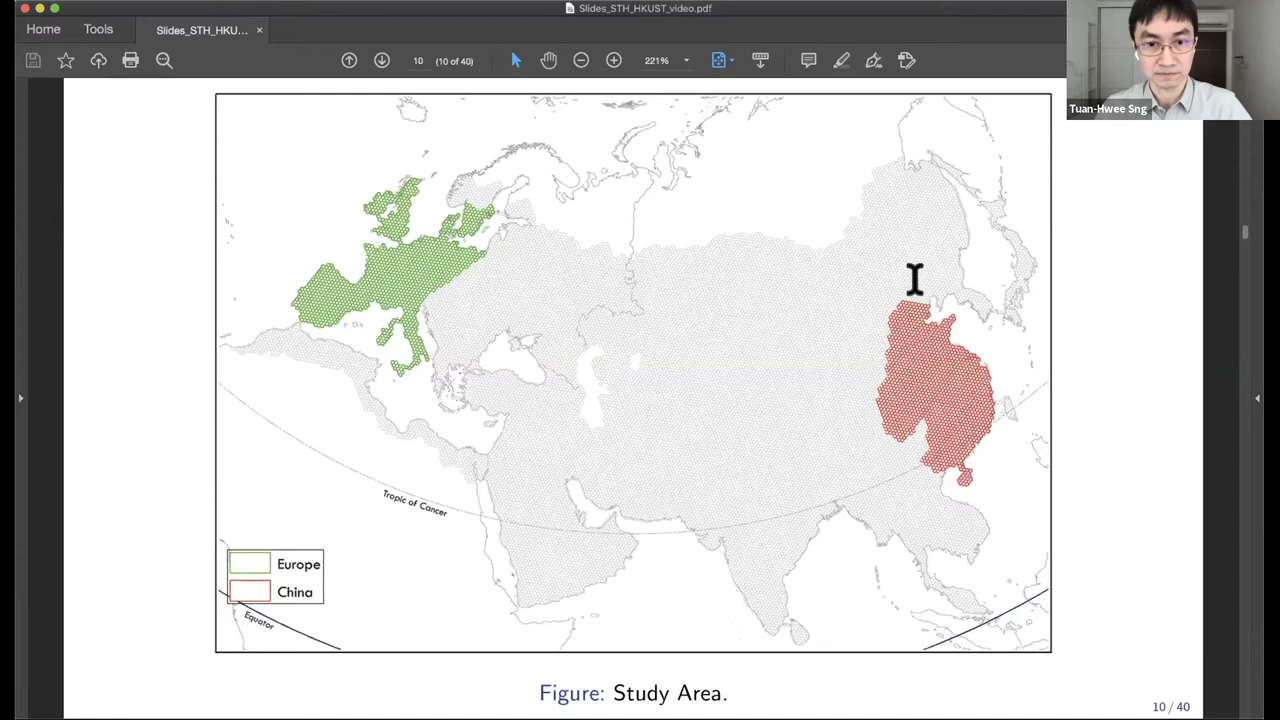 Slides_STH_HKUST_video.pdf
Home
Tools
Slides_STH_HKU...
10
(10 of 40)
221%
Tuan-Hwee Sng
Tropic of Cancer
Europe
China
Equator
Figure: Study Area.
10 / 40